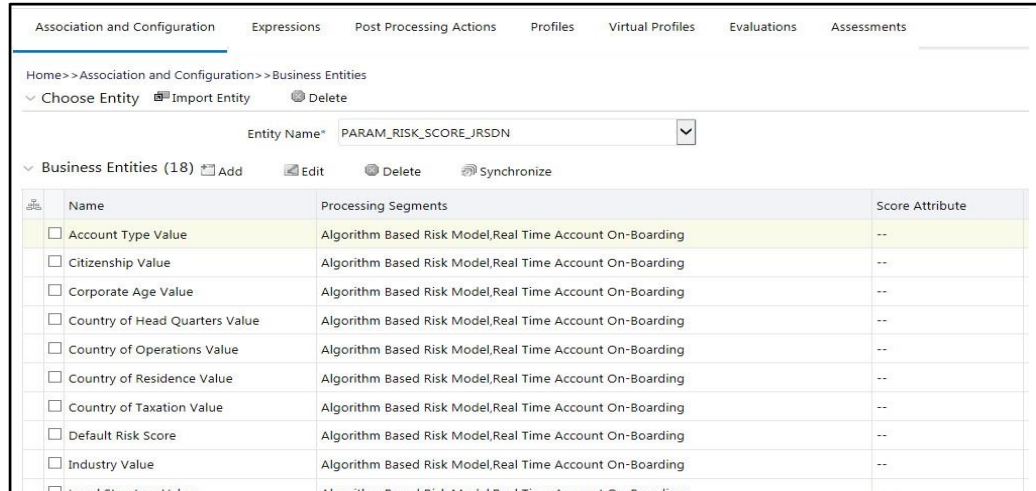 Association and Configuration Expressions Post Processing Actions Profiles Virtual Profiles Evaluations Assessments
Home>>Association and Configuration>>Business Entities
Choose Entity Import Entity Delete
Entity Name* PARAM_RISK_SCORE_JRSDN
Business Entities (18) Add Edit Delete Synchronize
Name Processing Segments Score Attribute
Account Type Value Algorithm Based Risk Model,Real Time Account On-Boarding --
Citizenship Value Algorithm Based Risk Model,Real Time Account On-Boarding --
Corporate Age Value Algorithm Based Risk Model,Real Time Account On-Boarding --
Country of Head Quarters Value Algorithm Based Risk Model,Real Time Account On-Boarding --
Country of Operations Value Algorithm Based Risk Model,Real Time Account On-Boarding --
Country of Residence Value Algorithm Based Risk Model,Real Time Account On-Boarding --
Country of Taxation Value Algorithm Based Risk Model,Real Time Account On-Boarding --
Default Risk Score Algorithm Based Risk Model,Real Time Account On-Boarding --
Industry Value Algorithm Based Risk Model,Real Time Account On-Boarding --